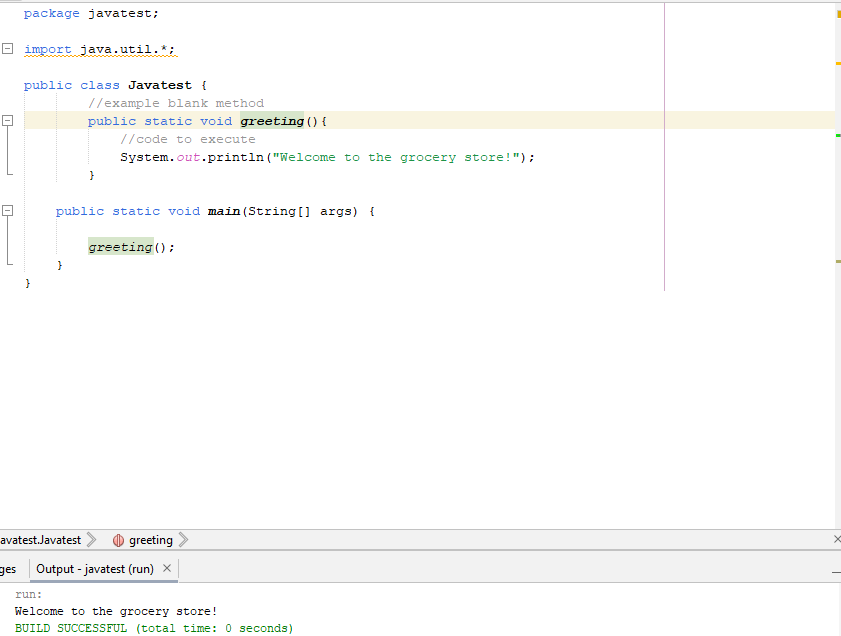 package javatest;
import java.util.*;
public class Javatest {
//example blank method
public static void greeting(){
//code to execute
System.out.println("Welcome to the grocery store!");
}
public static void main(String[] args) {
greeting();
}
}
avatest.Javatest
greeting
ges
Output - javatest (run)
run:
Welcome to the grocery store!
BUILD SUCCESSFUL (total time: 0 seconds)